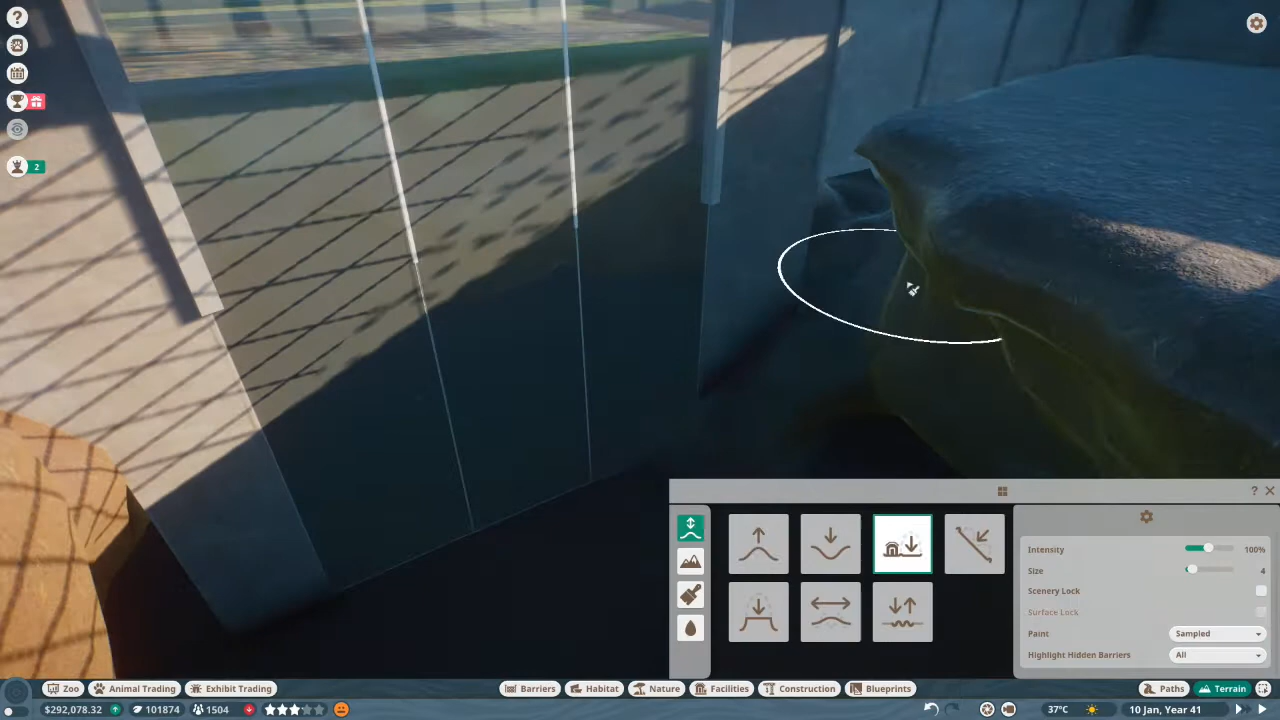 2
?
Intensity 100%
Size 4
Scenery Lock
Surface Lock
Paint Sampled
Highlight Hidden Barriers All
Zoo Animal Trading Exhibit Trading Barriers Habitat Nature Facilities Construction Blueprints Paths Terrain
$292,078.32 101874 1504 37°C 10 Jan, Year 41